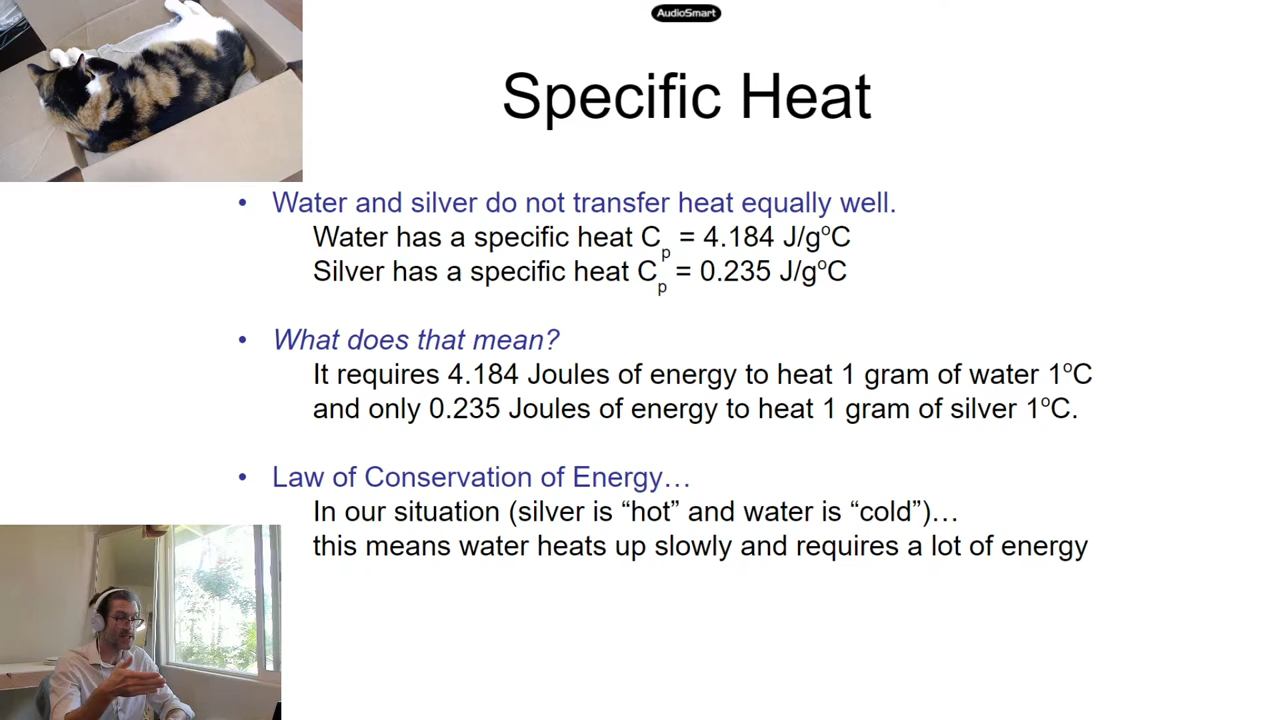 AudioSmart
Specific Heat
• Water and silver do not transfer heat equally well.
Water has a specific heat Cp = 4.184 J/g°C
Silver has a specific heat Cp = 0.235 J/g°C
• What does that mean?
It requires 4.184 Joules of energy to heat 1 gram of water 1°C
and only 0.235 Joules of energy to heat 1 gram of silver 1°C.
• Law of Conservation of Energy…
In our situation (silver is “hot” and water is “cold”)…
this means water heats up slowly and requires a lot of energy